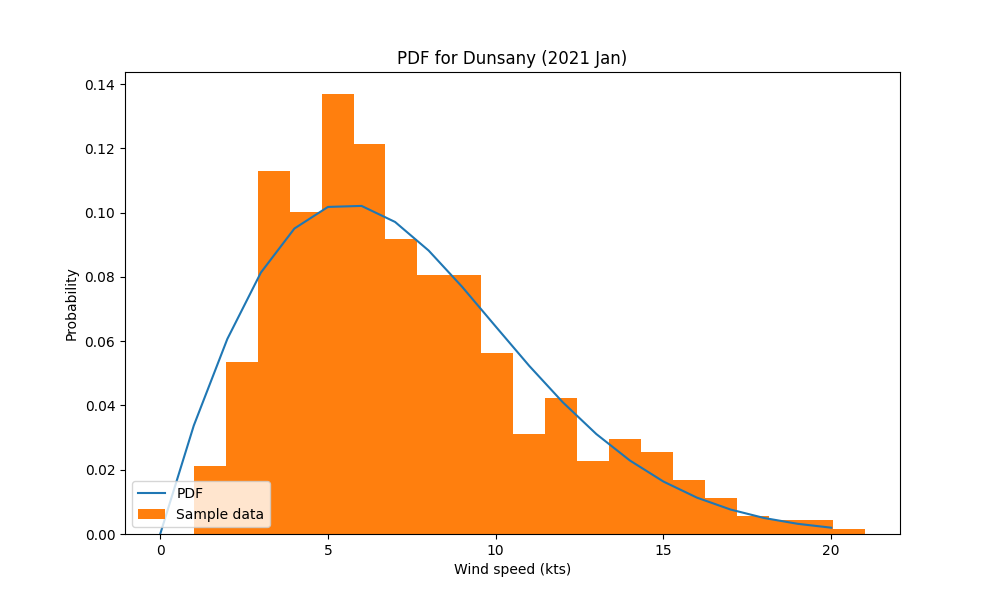 PDF for Dunsany (2021 Jan)
0.14
0.12
0.10
0.08
0.06
0.04
0.02
0.00
Probability
PDF
Sample data
0 5 10 15 20
Wind speed (kts)